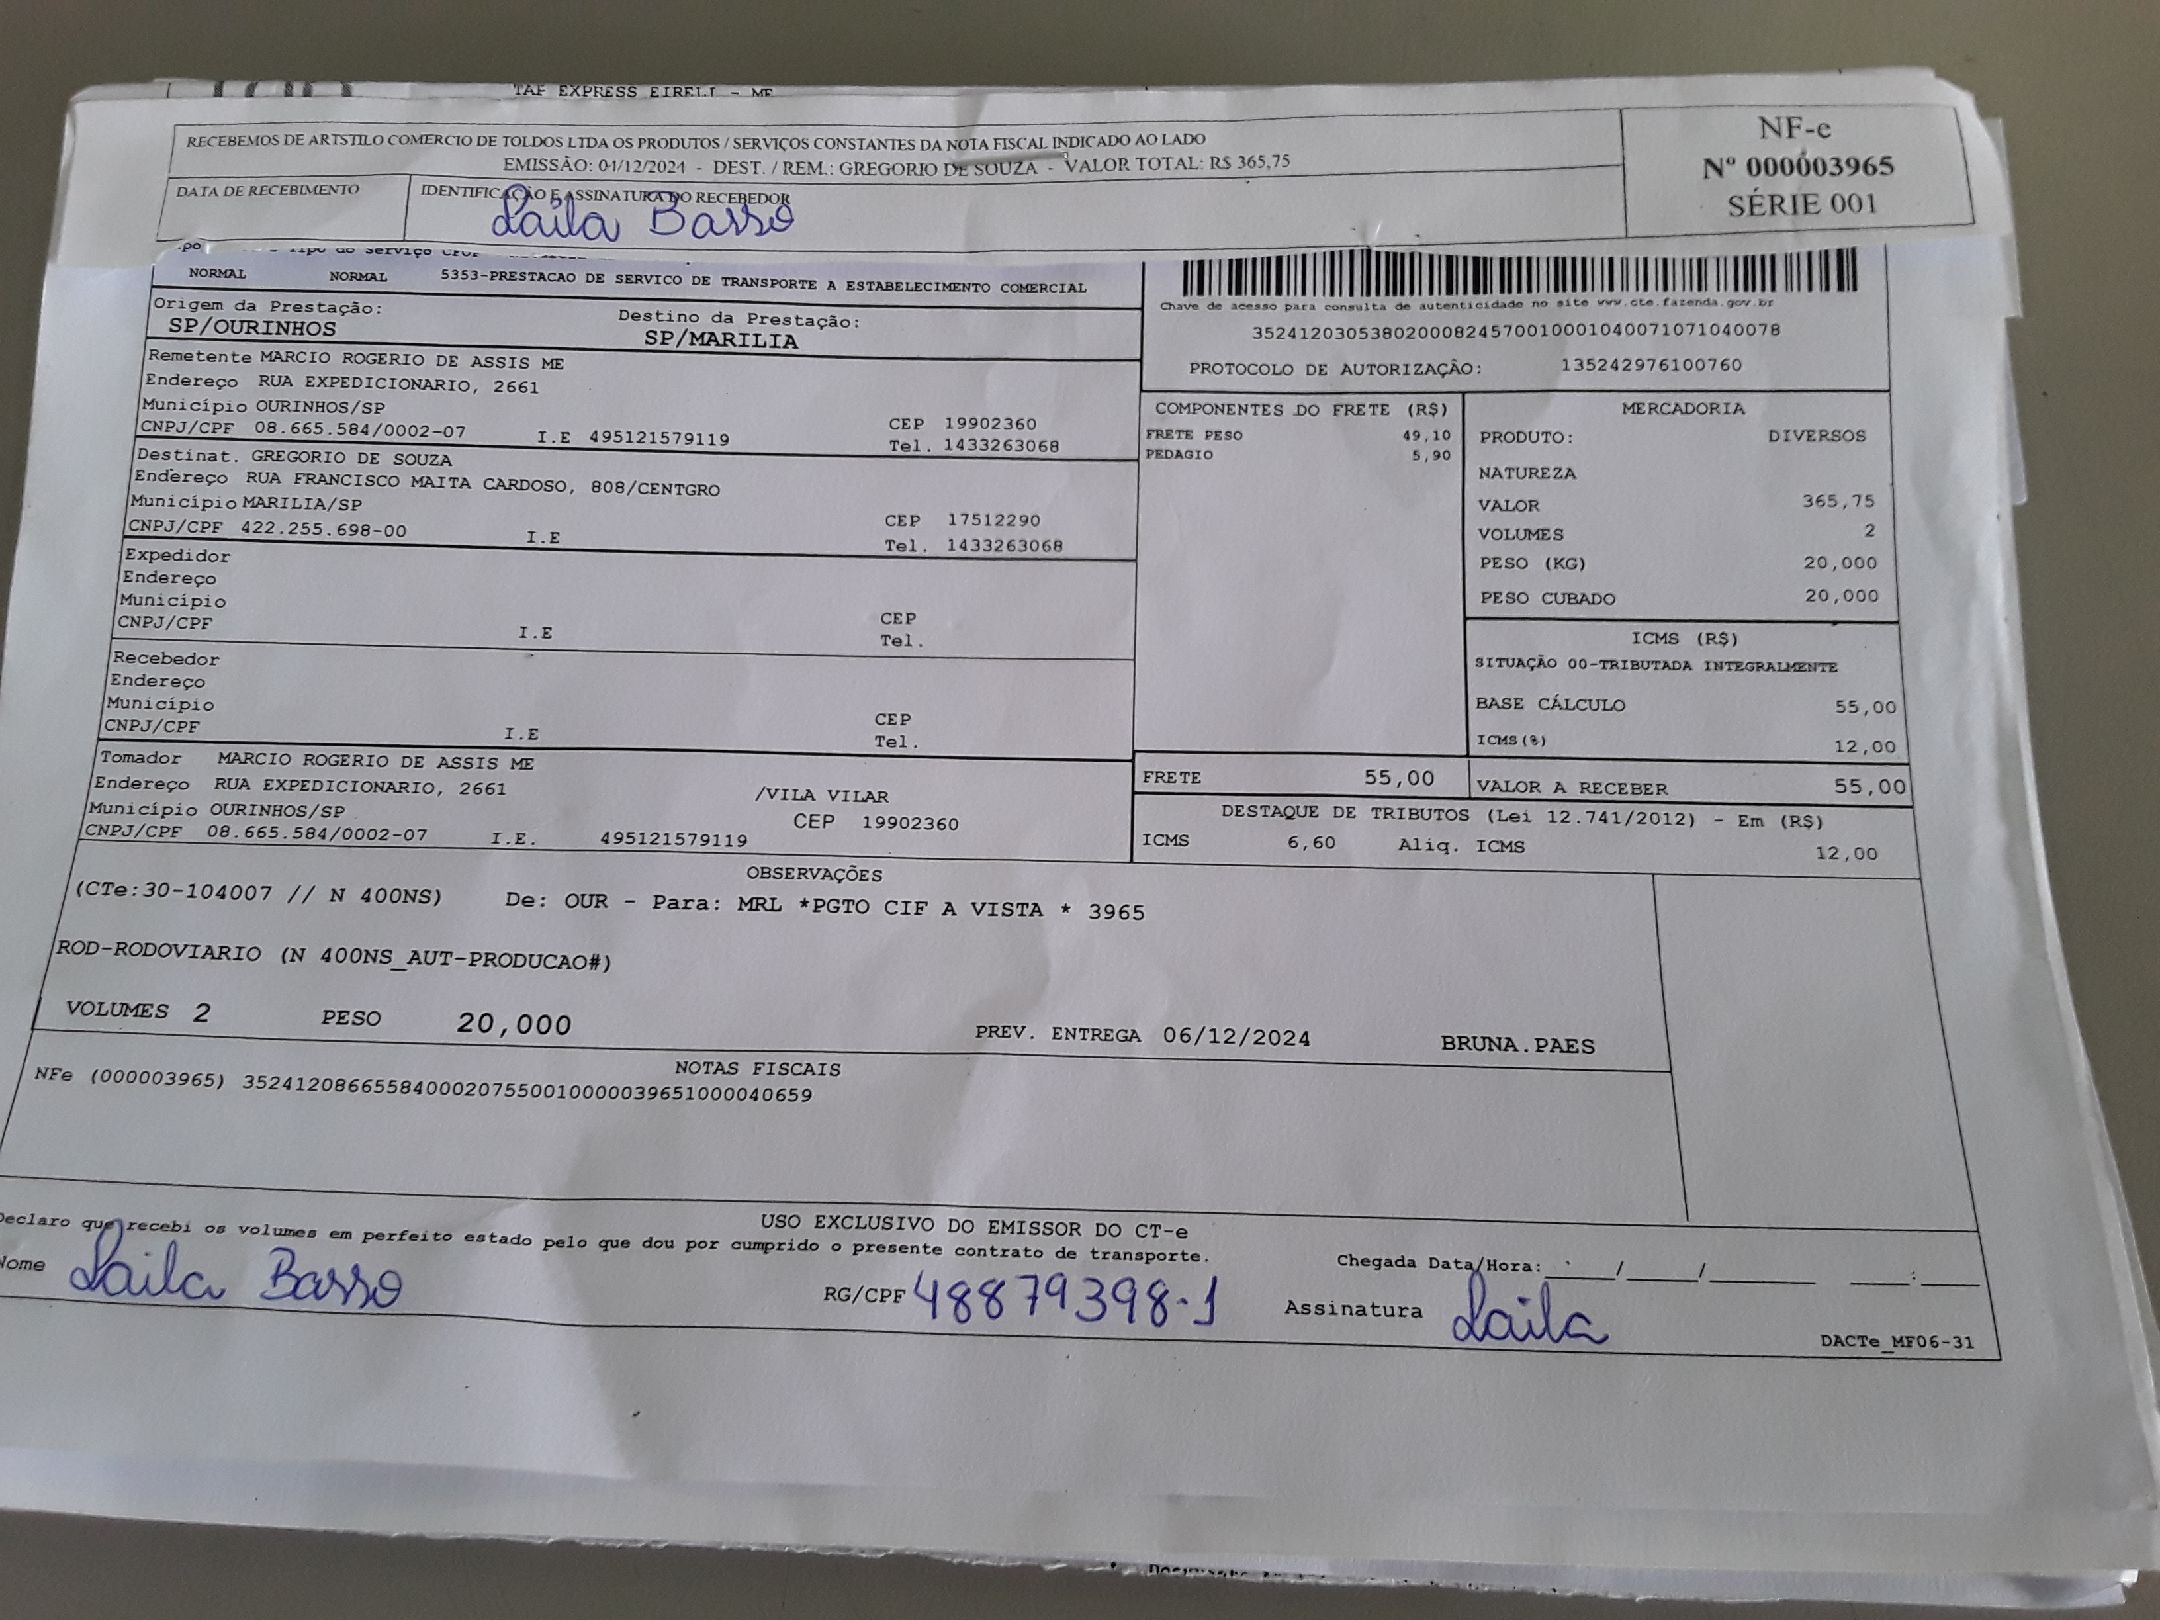 TAF EXPRESS EIRELI - ME
RECEBEMOS DE ARTSTILO COMERCIO DE TOLDOS LTDA OS PRODUTOS / SERVIÇOS CONSTANTES DA NOTA FISCAL INDICADO AO LADO
EMISSÃO: 04/12/2024 - DEST. / REM.: GREGORIO DE SOUZA - VALOR TOTAL: R$ 365,75
NF-e
Nº 000003965
SÉRIE 001
DATA DE RECEBIMENTO
IDENTIFICAÇÃO E ASSINATURA DO RECEBEDOR
Laila Basso
NORMAL NORMAL 5353-PRESTACAO DE SERVICO DE TRANSPORTE A ESTABELECIMENTO COMERCIAL
Chave de acesso para consulta de autenticidade no site www.cte.fazenda.gov.br
35241203053802000824570010001040071071040078
PROTOCOLO DE AUTORIZAÇÃO: 135242976100760
Origem da Prestação: Destino da Prestação:
SP/OURINHOS SP/MARILIA
Remetente MARCIO ROGERIO DE ASSIS ME
Endereço RUA EXPEDICIONARIO, 2661
Município OURINHOS/SP CEP 19902360
CNPJ/CPF 08.665.584/0002-07 I.E 495121579119 Tel. 1433263068
Destinat. GREGORIO DE SOUZA
Endereço RUA FRANCISCO MAITA CARDOSO, 808/CENTGRO
Município MARILIA/SP CEP 17512290
CNPJ/CPF 422.255.698-00 I.E Tel. 1433263068
Expedidor
Endereço
Município CEP
CNPJ/CPF I.E Tel.
Recebedor
Endereço
Município CEP
CNPJ/CPF I.E Tel.
Tomador MARCIO ROGERIO DE ASSIS ME
Endereço RUA EXPEDICIONARIO, 2661 /VILA VILAR
Município OURINHOS/SP CEP 19902360
CNPJ/CPF 08.665.584/0002-07 I.E. 495121579119
COMPONENTES DO FRETE (R$)
FRETE PESO 49,10
PEDAGIO 5,90
MERCADORIA
PRODUTO: DIVERSOS
NATUREZA
VALOR 365,75
VOLUMES 2
PESO (KG) 20,000
PESO CUBADO 20,000
ICMS (R$)
SITUAÇÃO 00-TRIBUTADA INTEGRALMENTE
BASE CÁLCULO 55,00
ICMS(%) 12,00
FRETE 55,00 VALOR A RECEBER 55,00
DESTAQUE DE TRIBUTOS (Lei 12.741/2012) - Em (R$)
ICMS 6,60 Aliq. ICMS 12,00
OBSERVAÇÕES
(CTe:30-104007 // N 400NS) De: OUR - Para: MRL *PGTO CIF A VISTA * 3965
ROD-RODOVIARIO (N 400NS_AUT-PRODUCAO#)
VOLUMES 2 PESO 20,000 PREV. ENTREGA 06/12/2024 BRUNA.PAES
NOTAS FISCAIS
NFe (000003965) 35241208665584000207550010000039651000040659
USO EXCLUSIVO DO EMISSOR DO CT-e
Declaro que recebi os volumes em perfeito estado pelo que dou por cumprido o presente contrato de transporte.
Nome Laila Basso RG/CPF 48879398-1
Chegada Data/Hora: ____/____/______ ___:___
Assinatura Laila
DACTe_MF06-31